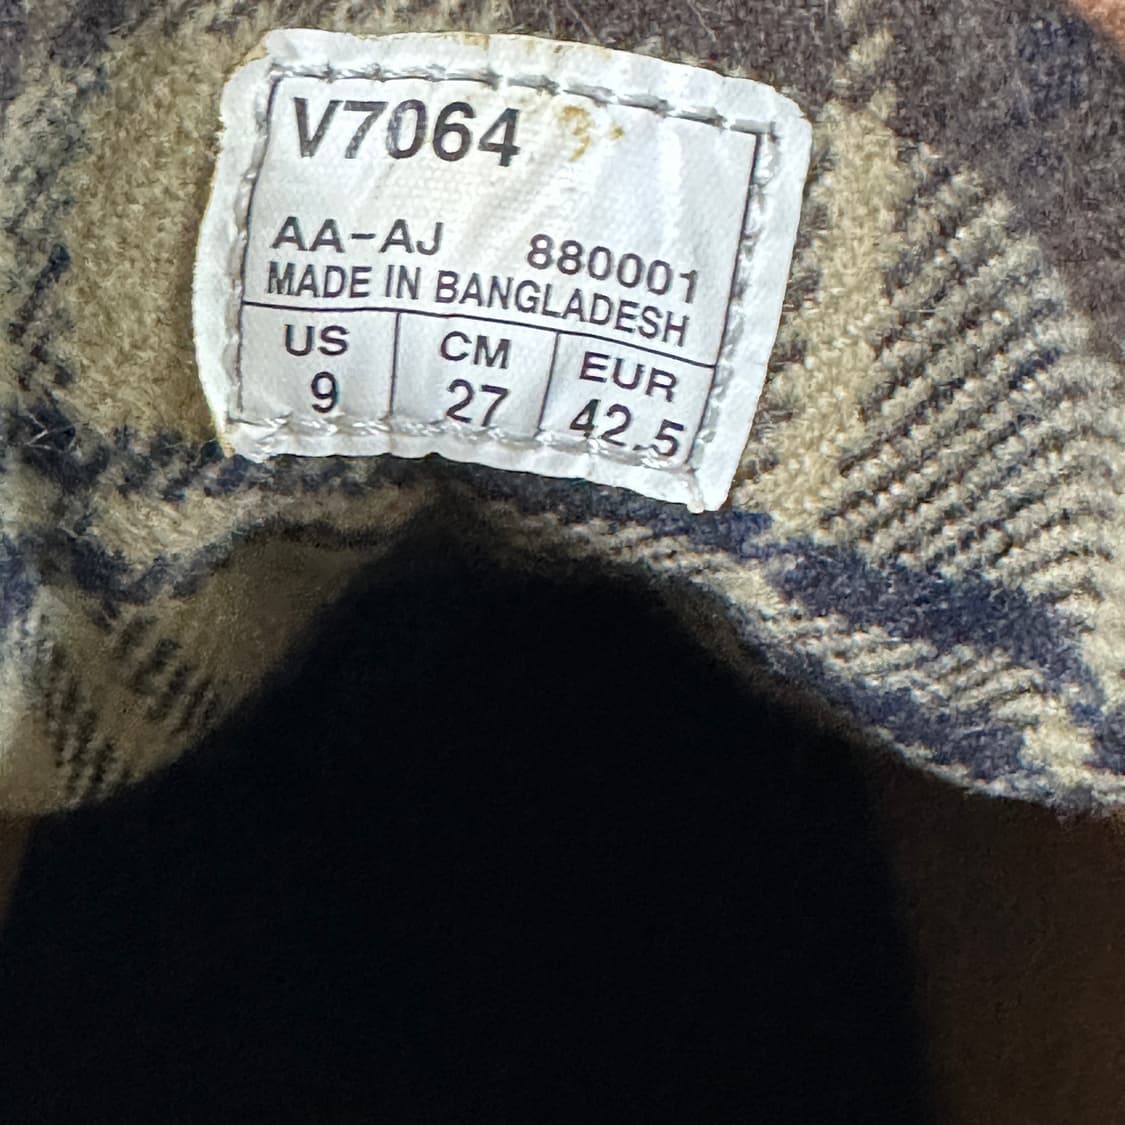 V7064
AA-AJ 880001
MADE IN BANGLADESH
US CM EUR
9 27 42.5